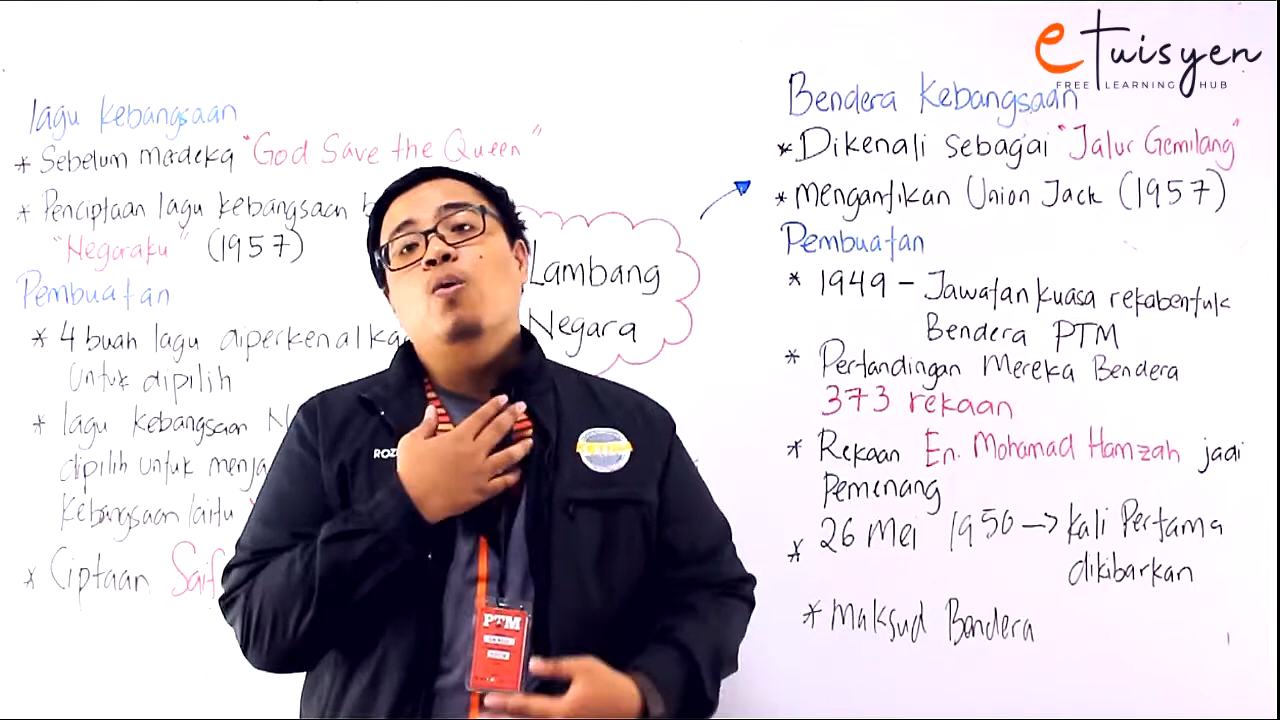 eTuisyen
FREE LEARNING HUB
lagu kebangsaan
* Sebelum merdeka "God Save the Queen"
* Penciptaan lagu kebangsaan b
"Negaraku" (1957)
Pembuatan
* 4 buah lagu diperkenalka
untuk dipilih
* lagu kebangsaan N
dipilih untuk menja
kebangsaan iaitu
* Ciptaan Saif
Lambang
Negara
Bendera Kebangsaan
* Dikenali sebagai "Jalur Gemilang"
* Mengantikan Union Jack (1957)
Pembuatan
* 1949 - Jawatankuasa rekabentuk
Bendera PTM
* Pertandingan Mereka Bendera
373 rekaan
* Rekaan En. Mohamad Hamzah jadi
Pemenang
* 26 Mei 1950 → kali Pertama
dikibarkan
* Maksud Bendera
PTM